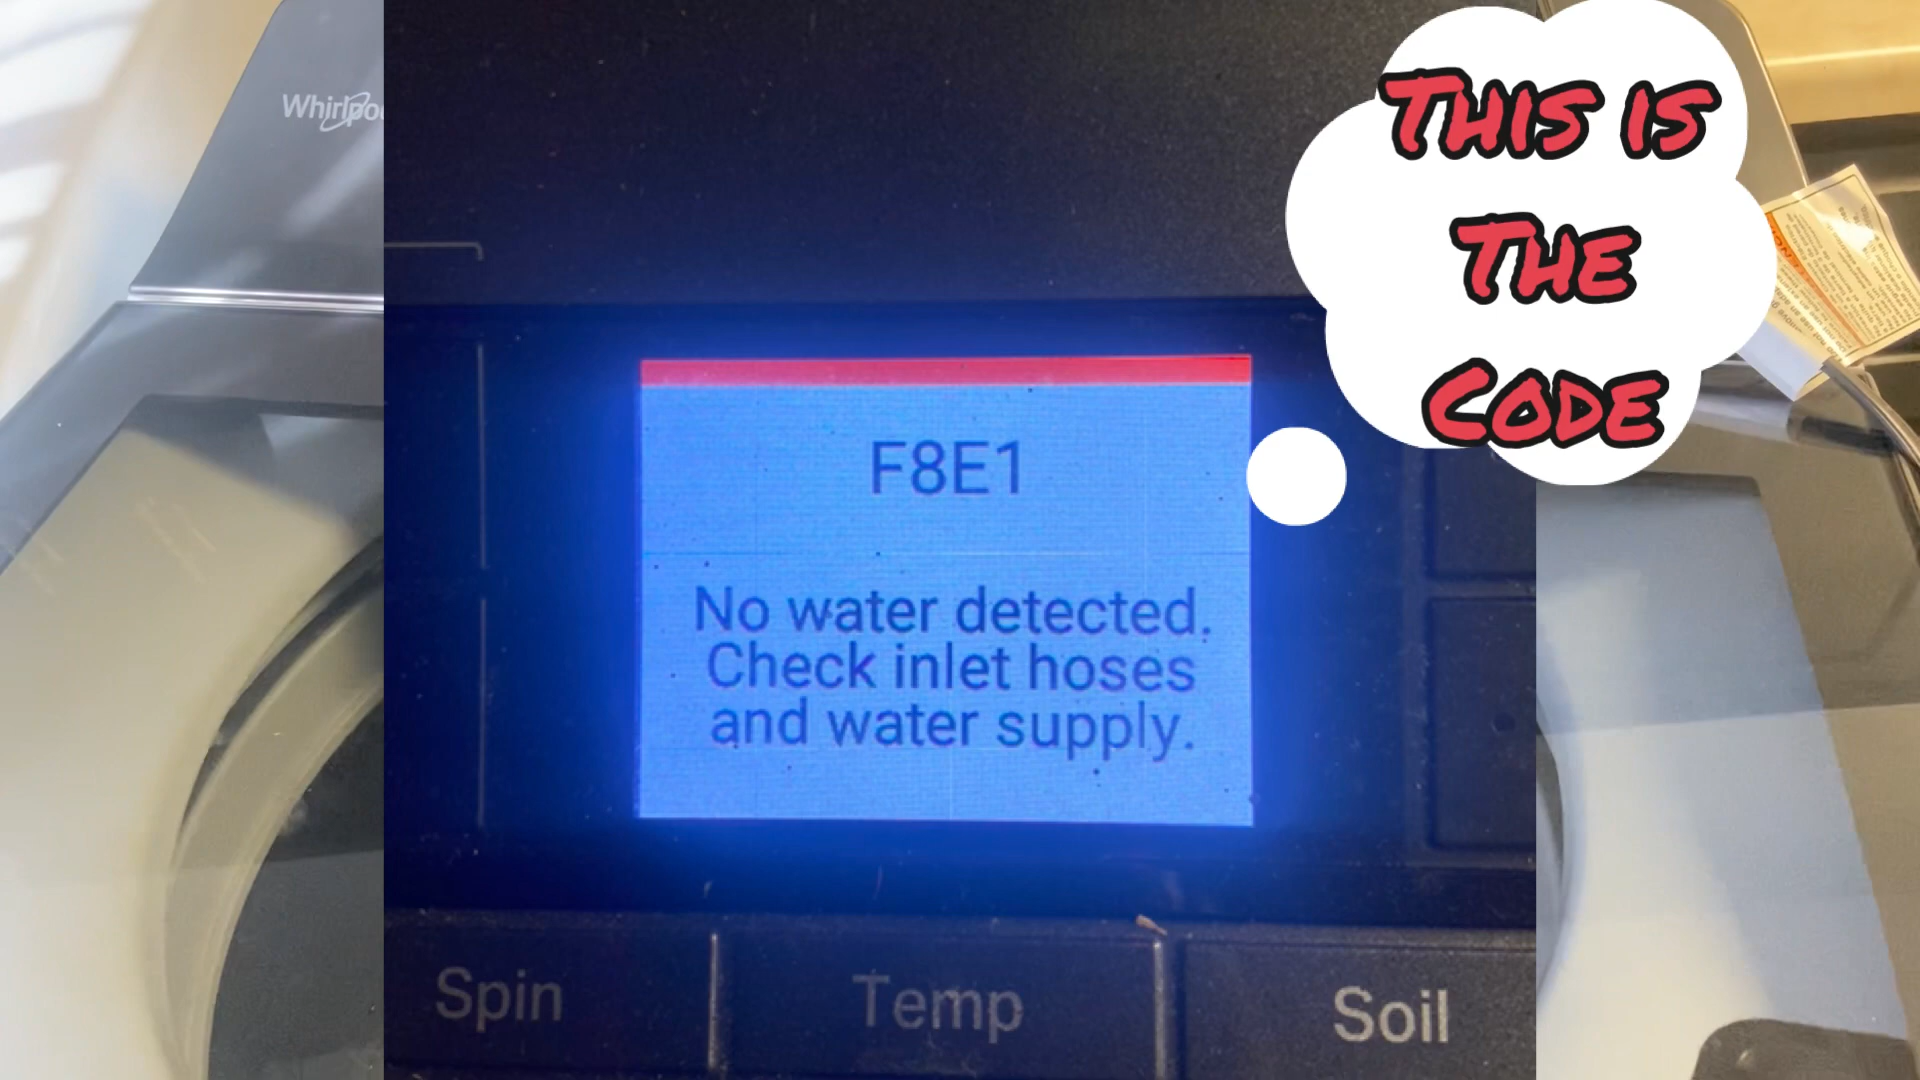 THIS IS
THE
CODE
F8E1
No water detected.
Check inlet hoses
and water supply.
Spin
Temp
Soil